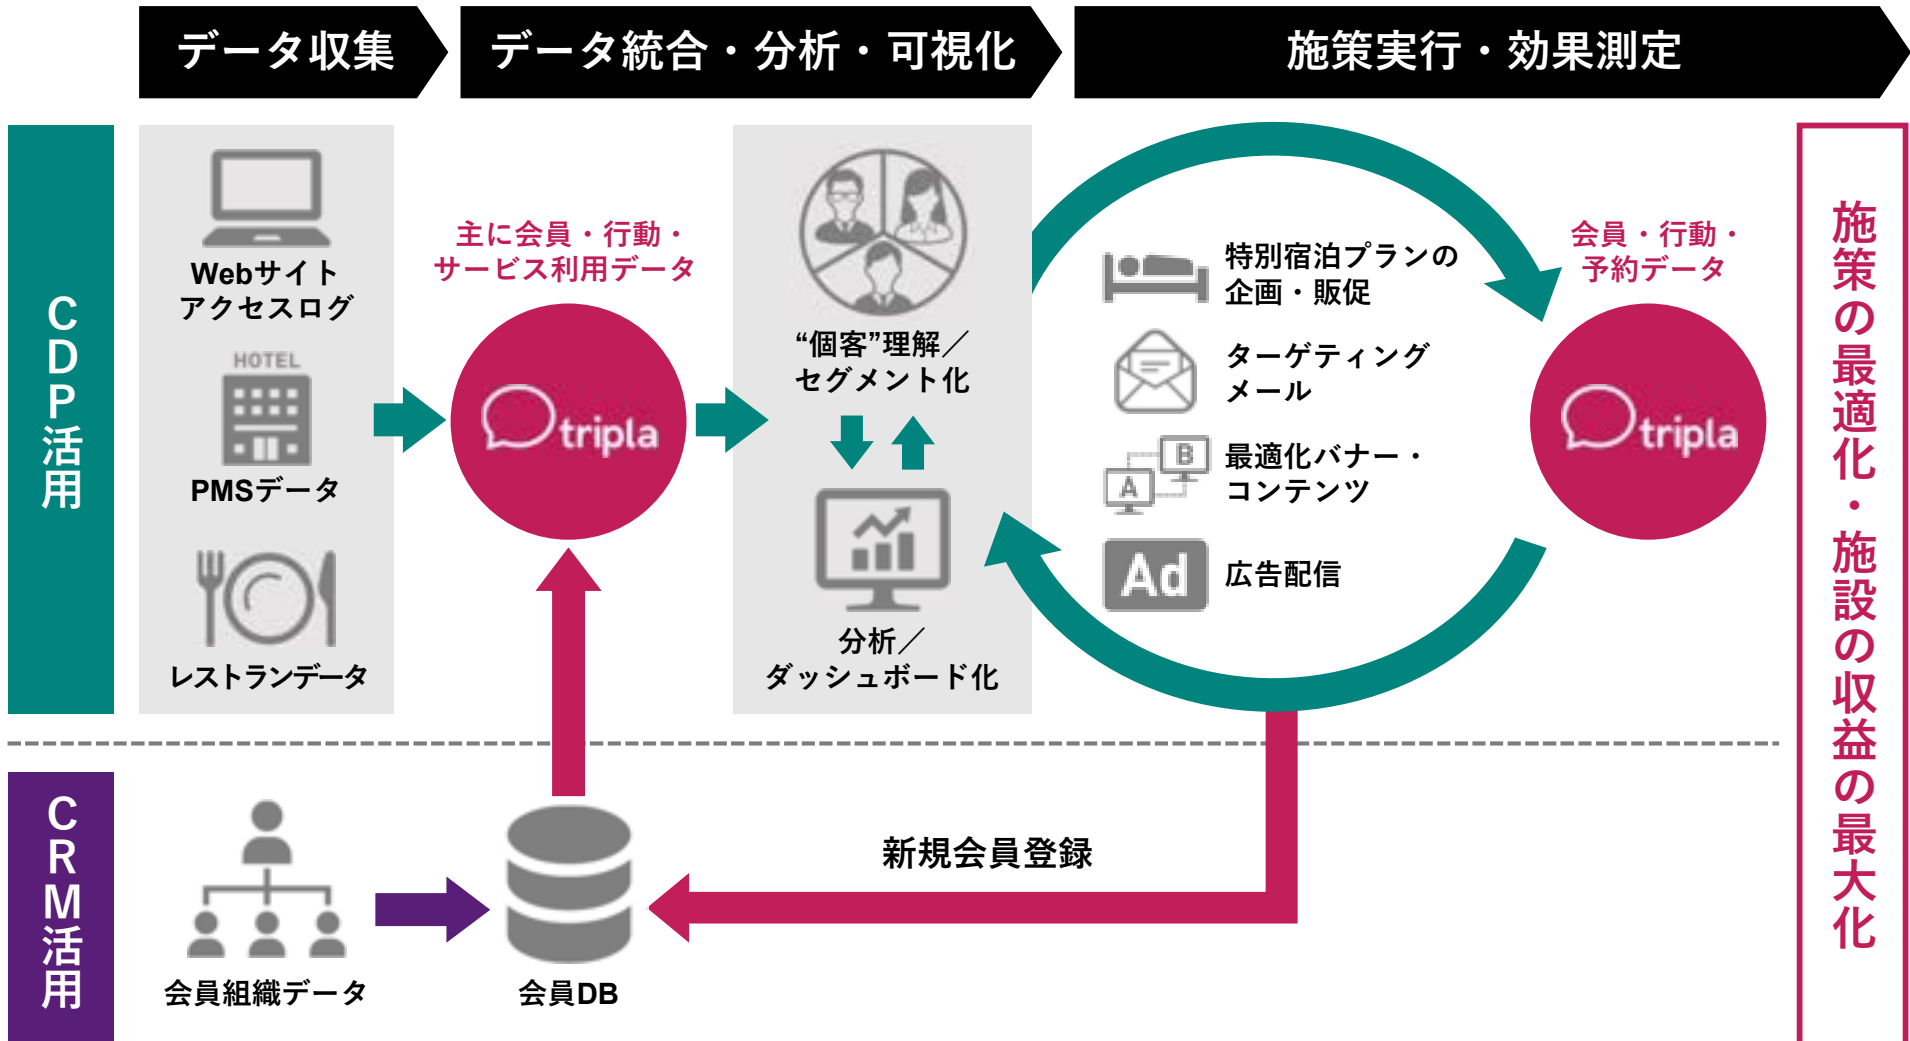 データ収集
データ統合・分析・可視化
施策実行・効果測定
CDP活用
Webサイト
アクセスログ
HOTEL
PMSデータ
レストランデータ
主に会員・行動・
サービス利用データ
tripla
“個客”理解／
セグメント化
分析／
ダッシュボード化
特別宿泊プランの
企画・販促
ターゲティング
メール
A
B
最適化バナー・
コンテンツ
Ad
広告配信
会員・行動・
予約データ
tripla
施策の最適化・施設の収益の最大化
CRM活用
会員組織データ
会員DB
新規会員登録